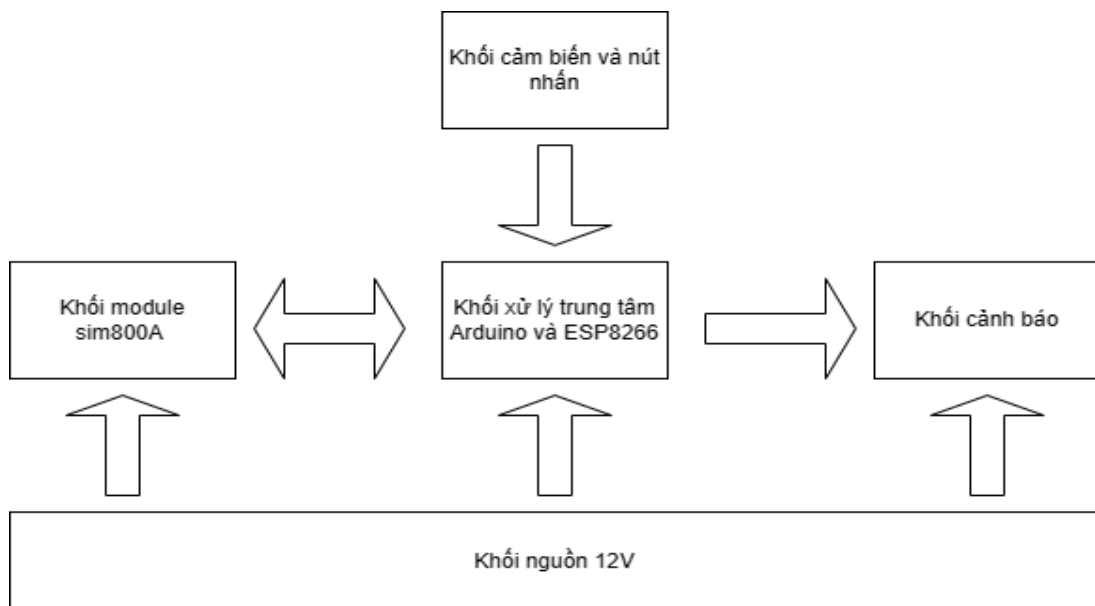 Khối cảm biến và nút
nhấn
Khối module
sim800A
Khối xử lý trung tâm
Arduino và ESP8266
Khối cảnh báo
Khối nguồn 12V